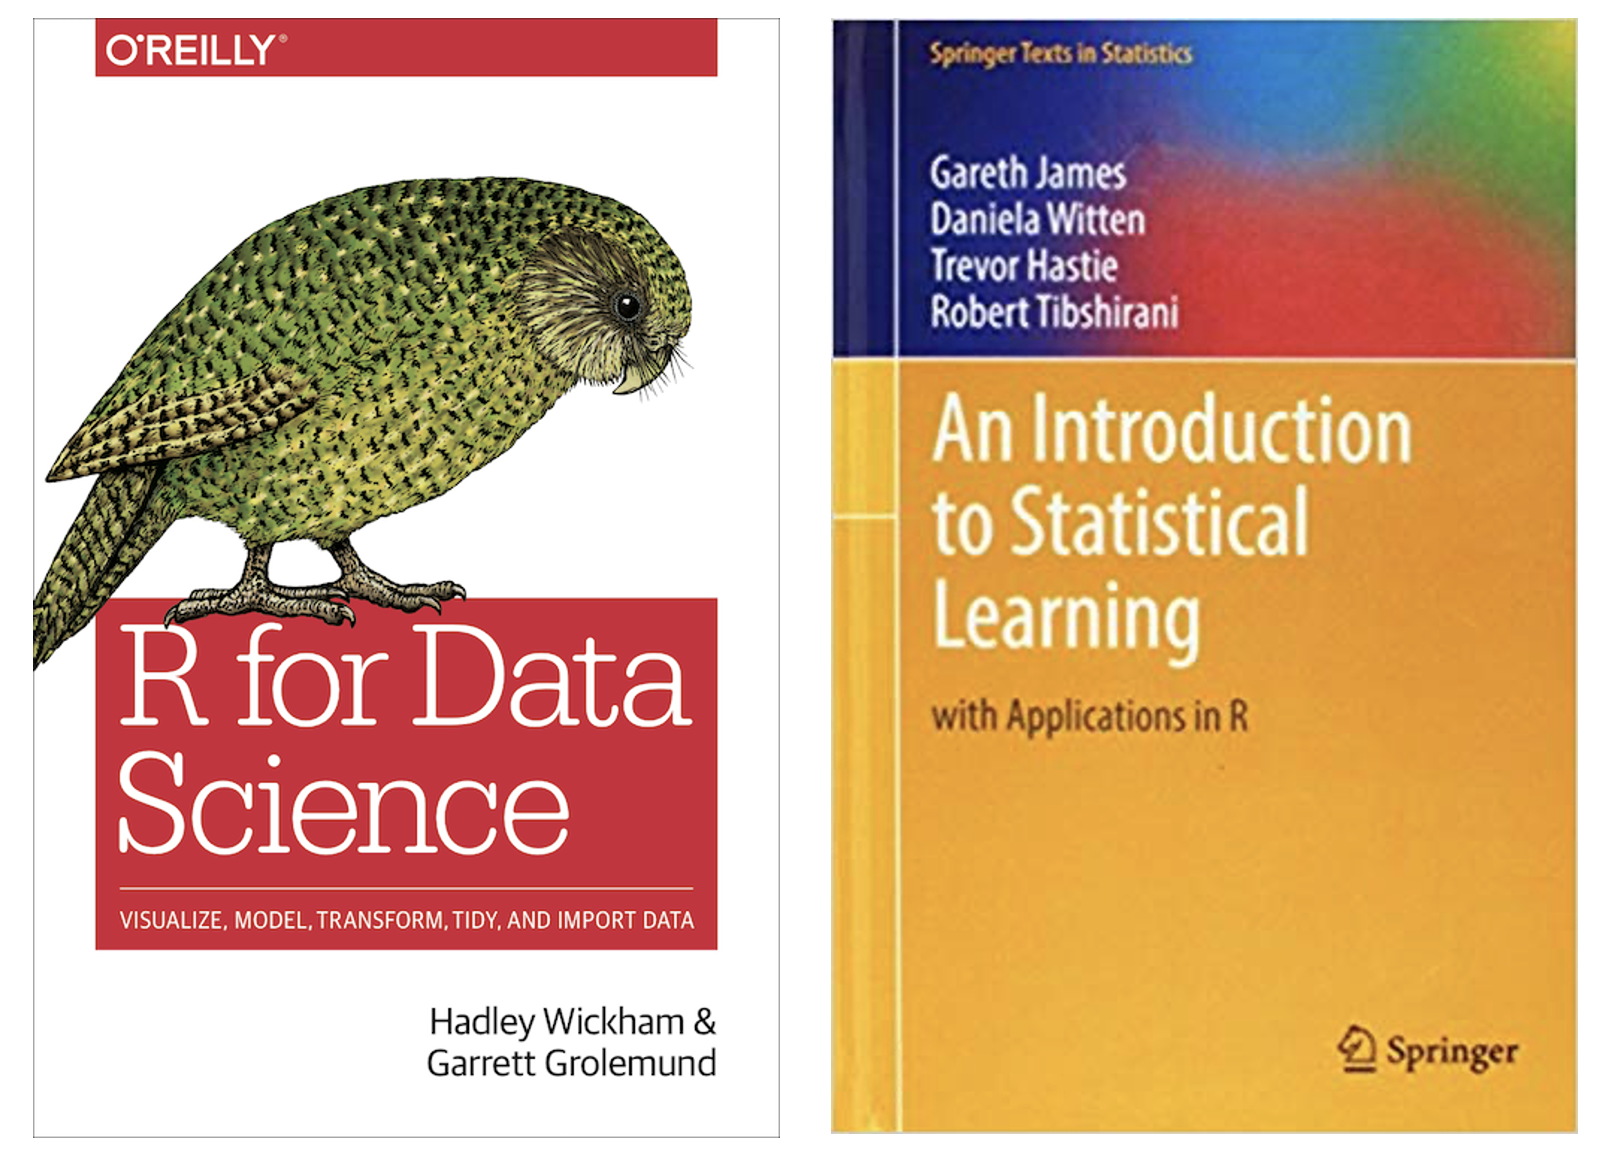 O'REILLY®
R for Data
Science
VISUALIZE, MODEL, TRANSFORM, TIDY, AND IMPORT DATA
Hadley Wickham &
Garrett Grolemund
Springer Texts in Statistics
Gareth James
Daniela Witten
Trevor Hastie
Robert Tibshirani
An Introduction
to Statistical
Learning
with Applications in R
Springer